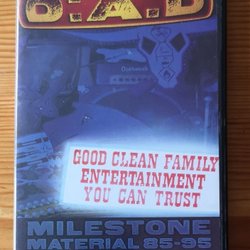 D:A:D
GOOD CLEAN FAMILY
ENTERTAINMENT
YOU CAN TRUST
MILESTONE
MATERIAL 85-95